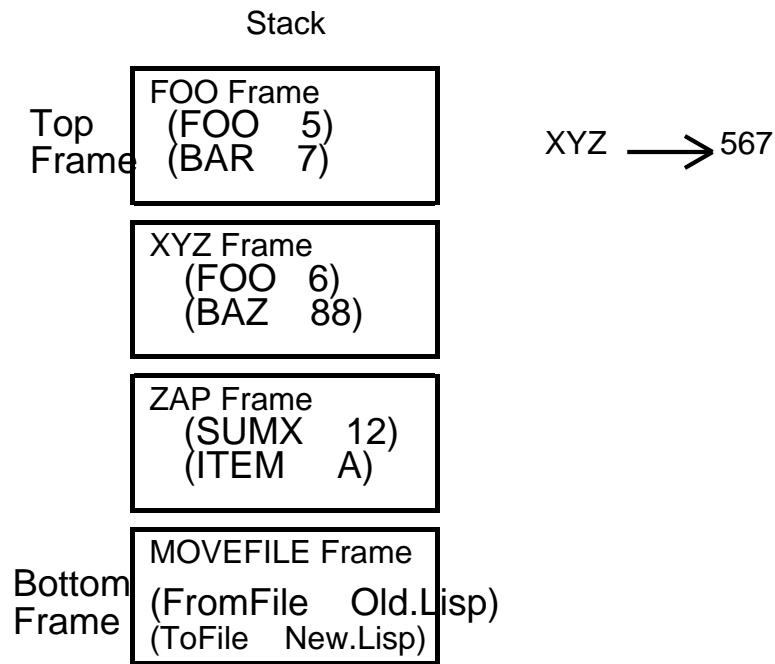 Stack
FOO Frame
(FOO 5)
(BAR 7)
Top
Frame
XYZ 567
XYZ Frame
(FOO 6)
(BAZ 88)
ZAP Frame
(SUMX 12)
(ITEM A)
MOVEFILE Frame
(FromFile Old.Lisp)
(ToFile New.Lisp)
Bottom
Frame